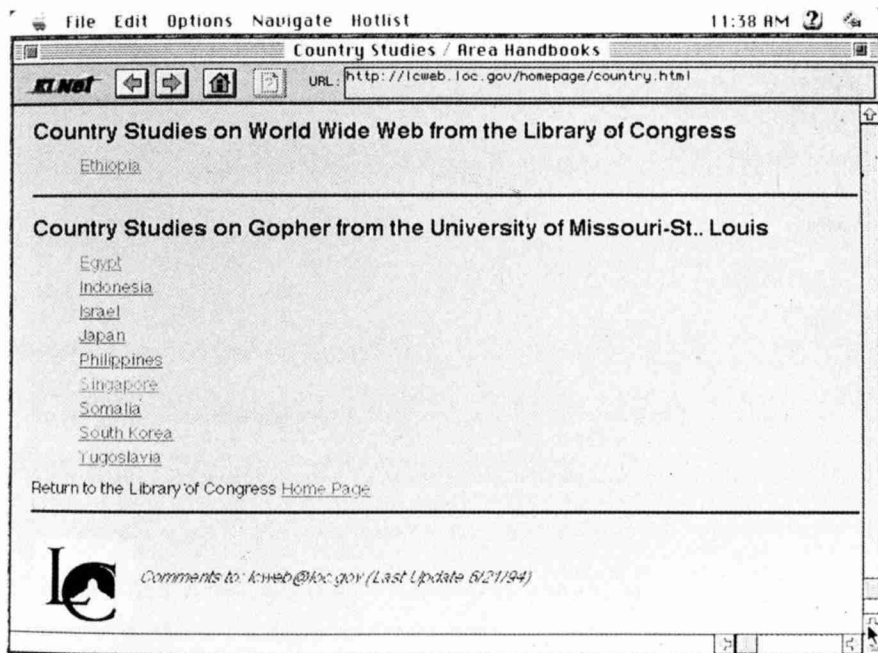 File Edit Options Navigate Hotlist 11:38 AM
Country Studies / Area Handbooks
EINet URL: http://lcweb.loc.gov/homepage/country.html
Country Studies on World Wide Web from the Library of Congress
Ethiopia
Country Studies on Gopher from the University of Missouri-St.. Louis
Egypt
Indonesia
Israel
Japan
Philippines
Singapore
Somalia
South Korea
Yugoslavia
Return to the Library of Congress Home Page
LC Comments to: lcweb@loc.gov (Last Update 6/21/94)